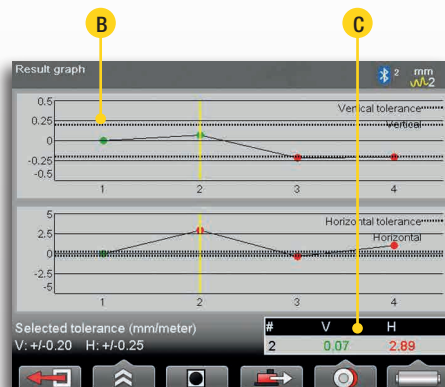 B
C
Result graph
2
mm
2
0.5
0.25
0
-0.25
-0.5
Vertical tolerance
Vertical
1 2 3 4
5
2.5
0
-2.5
-5
Horizontal tolerance
Horizontal
1 2 3 4
Selected tolerance (mm/meter)
V: +/-0.20 H: +/-0.25
# V H
2 0.07 2.89